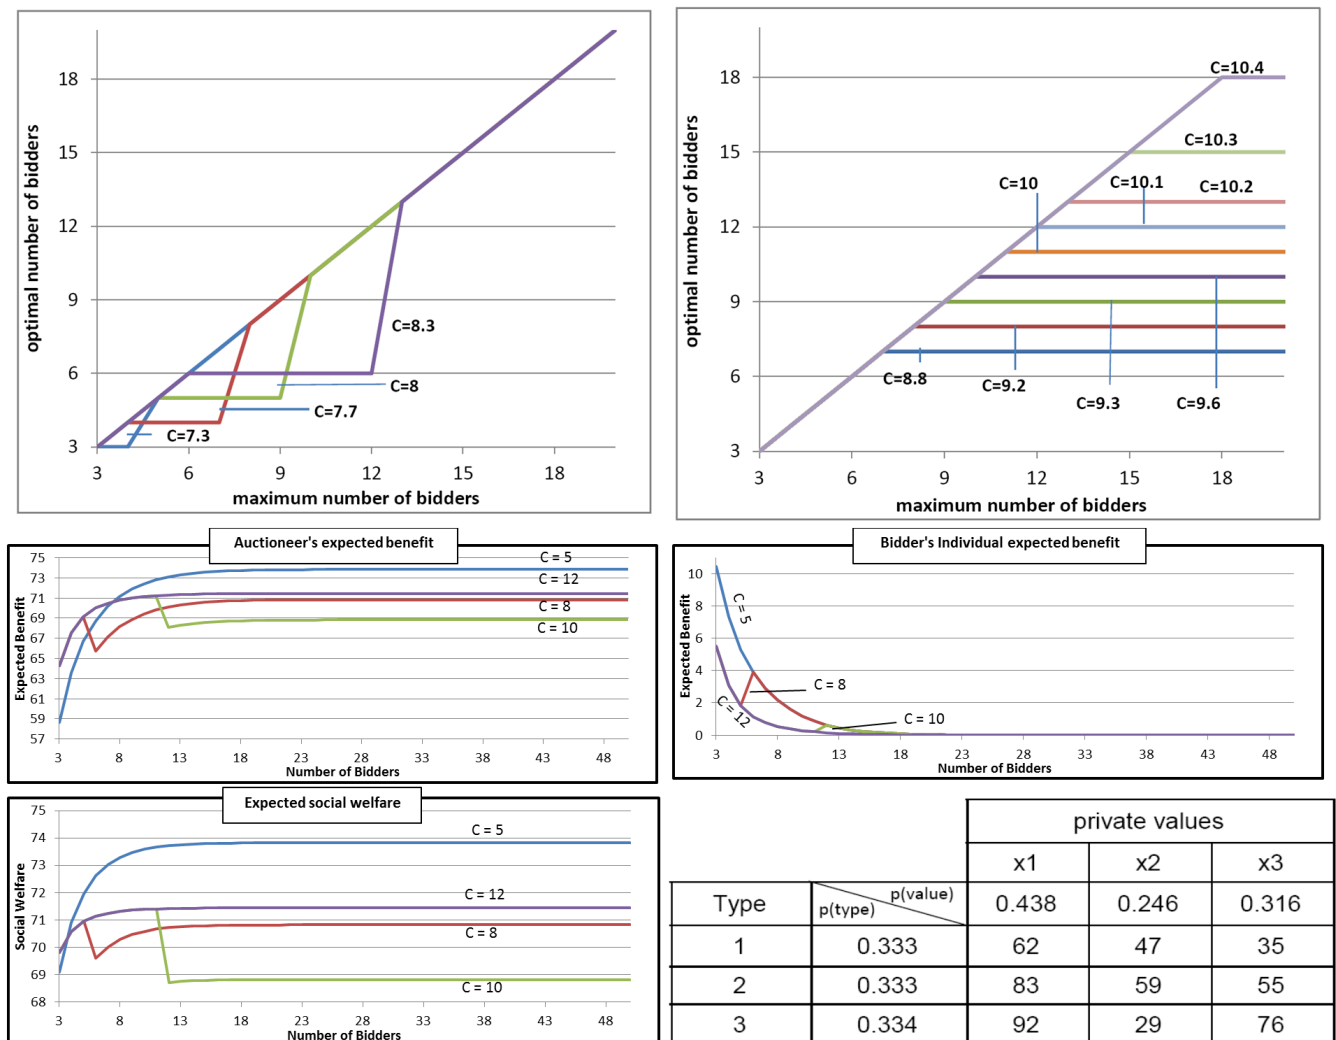 18
15
12
9
6
3
3 6 9 12 15 18
optimal number of bidders
maximum number of bidders
C=8.3
C=8
C=7.7
C=7.3
18
15
12
9
6
3
3 6 9 12 15 18
optimal number of bidders
maximum number of bidders
C=10.4
C=10.3
C=10 C=10.1 C=10.2
C=8.8 C=9.2 C=9.3 C=9.6
Auctioneer's expected benefit
75
73
71
69
67
65
63
61
59
57
Expected Benefit
C = 5
C = 12
C = 8
C = 10
3 8 13 18 23 28 33 38 43 48
Number of Bidders
Bidder's Individual expected benefit
10
8
6
4
2
0
Expected Benefit
C = 5
C = 8
C = 12
C = 10
3 8 13 18 23 28 33 38 43 48
Number of Bidders
Expected social welfare
75
74
73
72
71
70
69
68
Social Welfare
C = 5
C = 12
C = 8
C = 10
3 8 13 18 23 28 33 38 43 48
Number of Bidders
private values
x1 x2 x3
Type p(type) p(value) 0.438 0.246 0.316
1 0.333 62 47 35
2 0.333 83 59 55
3 0.334 92 29 76